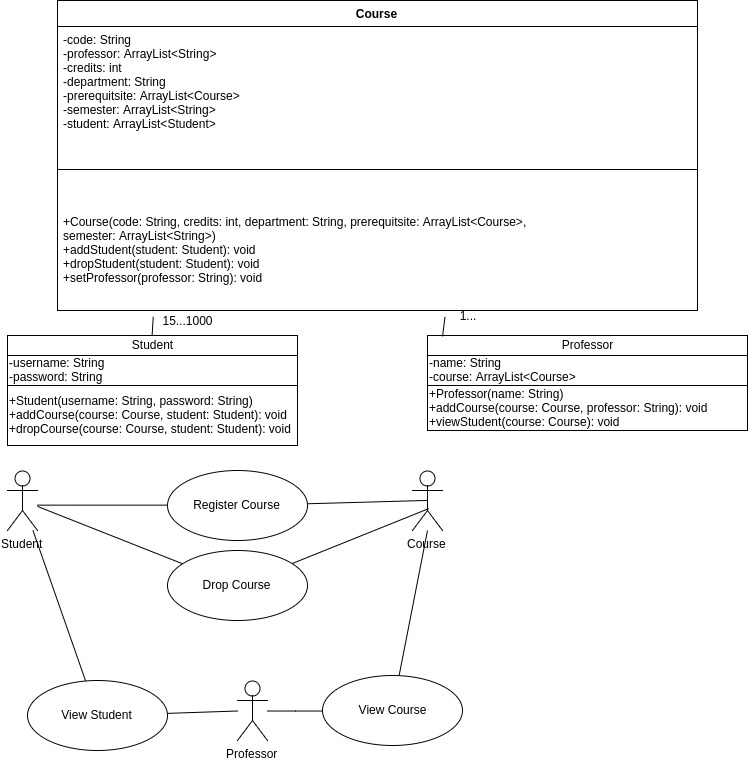 Course
-code: String
-professor: ArrayList<String>
-credits: int
-department: String
-prerequitsite: ArrayList<Course>
-semester: ArrayList<String>
-student: ArrayList<Student>
+Course(code: String, credits: int, department: String, prerequitsite: ArrayList<Course>,
semester: ArrayList<String>)
+addStudent(student: Student): void
+dropStudent(student: Student): void
+setProfessor(professor: String): void
15...1000
1...
Student
-username: String
-password: String
+Student(username: String, password: String)
+addCourse(course: Course, student: Student): void
+dropCourse(course: Course, student: Student): void
Professor
-name: String
-course: ArrayList<Course>
+Professor(name: String)
+addCourse(course: Course, professor: String): void
+viewStudent(course: Course): void
Register Course
Student
Course
Drop Course
View Student
View Course
Professor